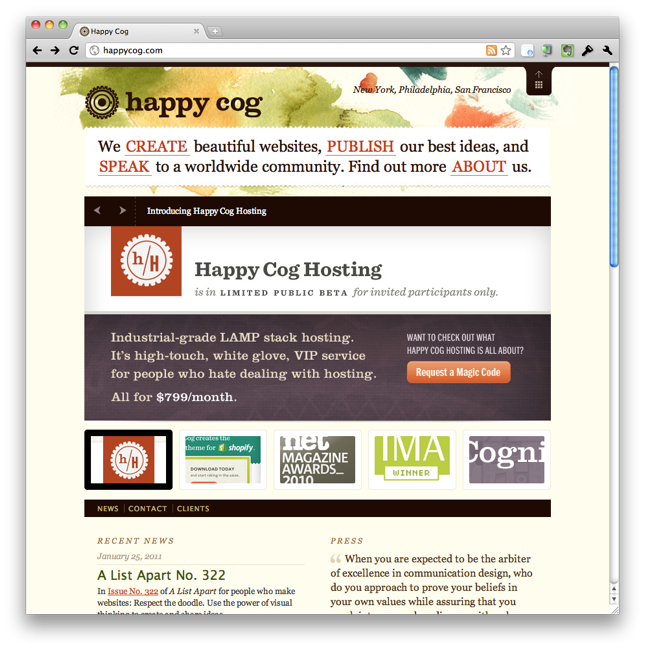 Happy Cog
happycog.com
New York, Philadelphia, San Francisco
happy cog
We CREATE beautiful websites, PUBLISH our best ideas, and
SPEAK to a worldwide community. Find out more ABOUT us.
Introducing Happy Cog Hosting
h/H
Happy Cog Hosting
is in LIMITED PUBLIC BETA for invited participants only.
Industrial-grade LAMP stack hosting.
It's high-touch, white glove, VIP service
for people who hate dealing with hosting.
All for $799/month.
WANT TO CHECK OUT WHAT
HAPPY COG HOSTING IS ALL ABOUT?
Request a Magic Code
h/H
Cog creates the
theme for shopify.
DOWNLOAD TODAY
net
MAGAZINE
AWARDS_
2010
IMA
WINNER
Cogni
NEWS
CONTACT
CLIENTS
RECENT NEWS
January 25, 2011
A List Apart No. 322
In Issue No. 322 of A List Apart for people who make
websites: Respect the doodle. Use the power of visual
thinking to create and share ideas
PRESS
“ When you are expected to be the arbiter
of excellence in communication design, who
do you approach to prove your beliefs in
your own values while assuring that you